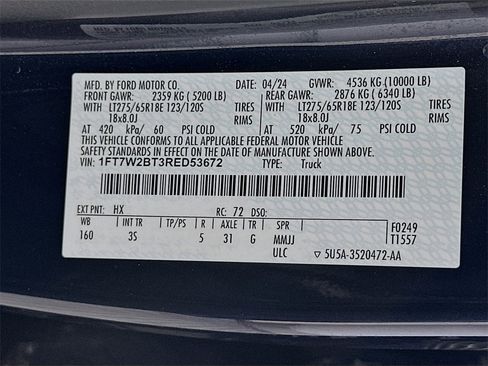 MFD. BY FORD MOTOR CO. 04/24 GVWR: 4536 KG (10000 LB)
FRONT GAWR: 2359 KG ( 5200 LB) REAR GAWR: 2876 KG ( 6340 LB)
WITH LT275/65R18E 123/120S TIRES WITH LT275/65R18E 123/120S TIRES
18x8.0J RIMS 18x8.0J RIMS
AT 420 kPa/ 60 PSI COLD AT 520 kPa/ 75 PSI COLD
THIS VEHICLE CONFORMS TO ALL APPLICABLE FEDERAL MOTOR
VEHICLE SAFETY STANDARDS IN EFFECT ON THE DATE OF MANUFACTURE SHOWN ABOVE.
VIN: 1FT7W2BT3RED53672 TYPE: Truck
EXT PNT: HX RC: 72 DSO:
WB INT TR TP/PS R AXLE TR SPR F0249
160 3S 5 31 G MMJJ T1557
ULC 5U5A-3520472-AA